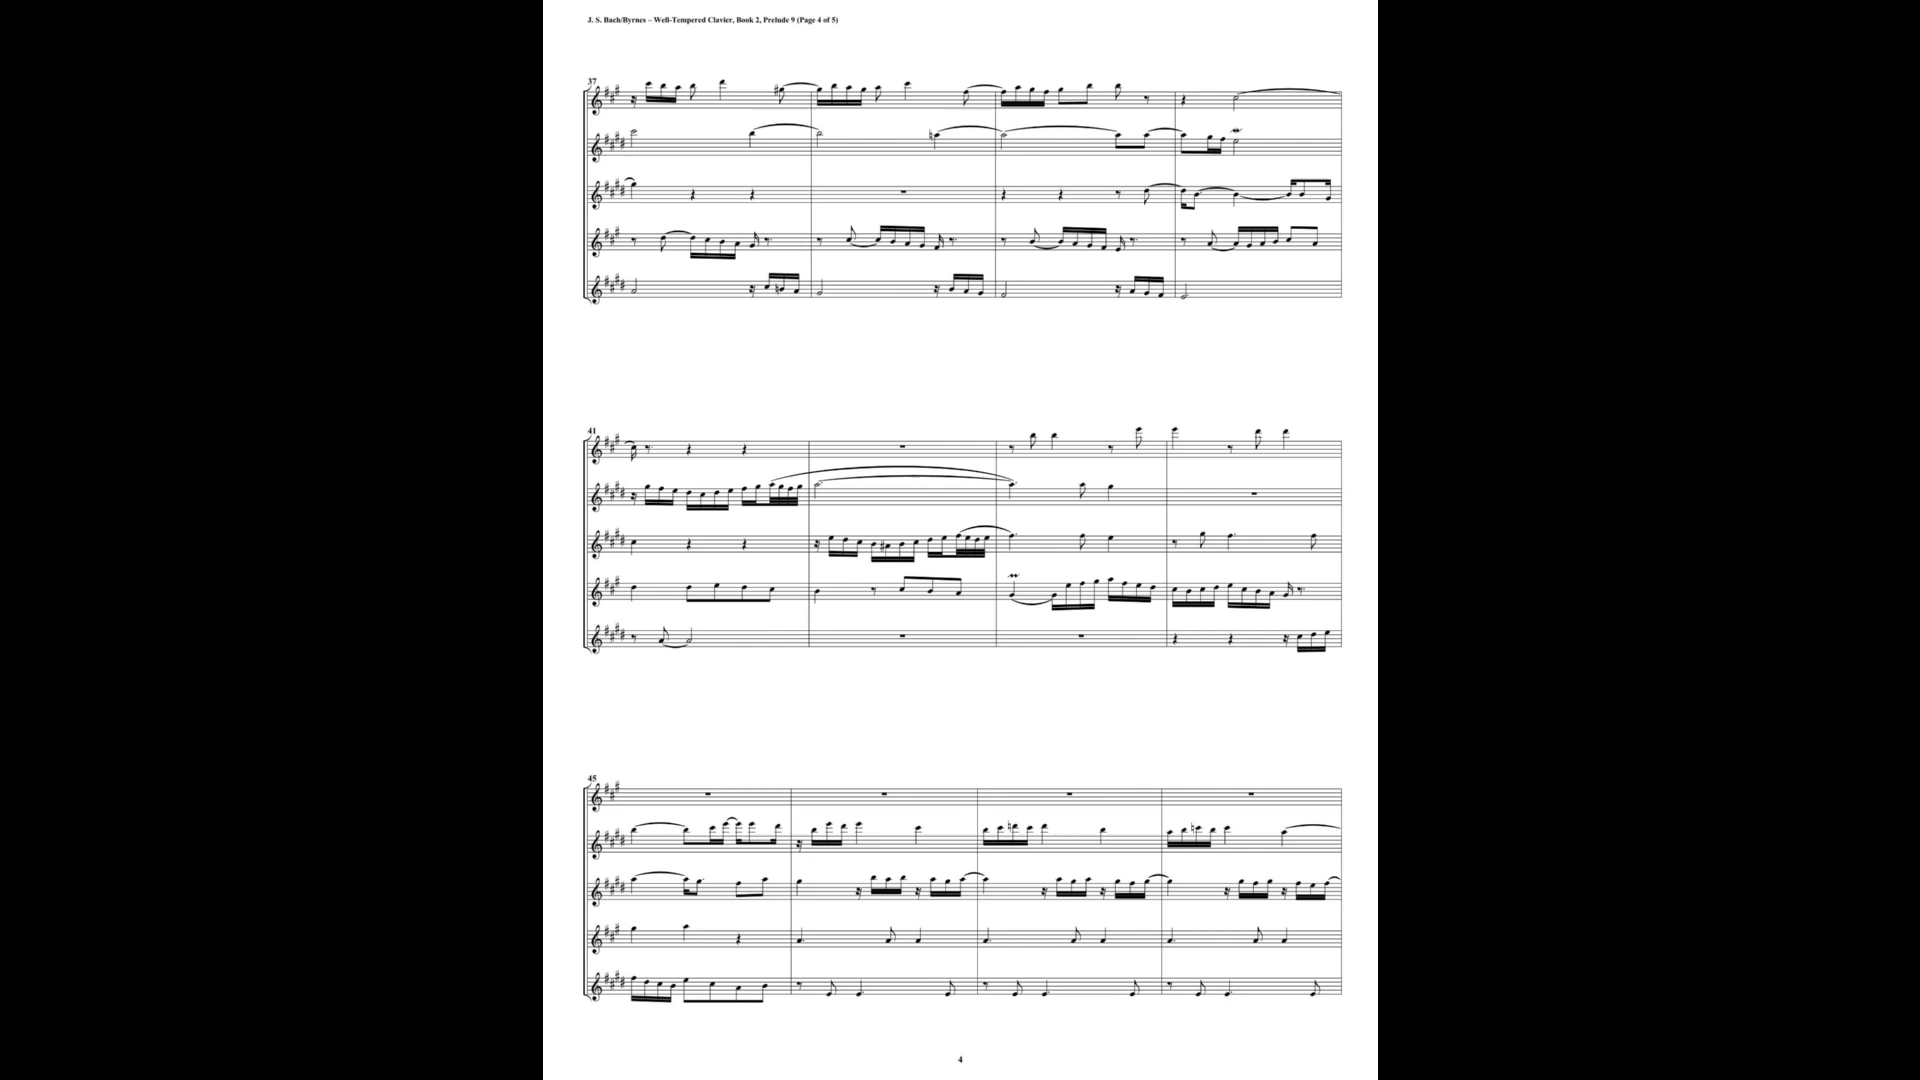 J. S. Bach/Byrnes – Well-Tempered Clavier, Book 2, Prelude 9 (Page 4 of 5)
37
41
45
4